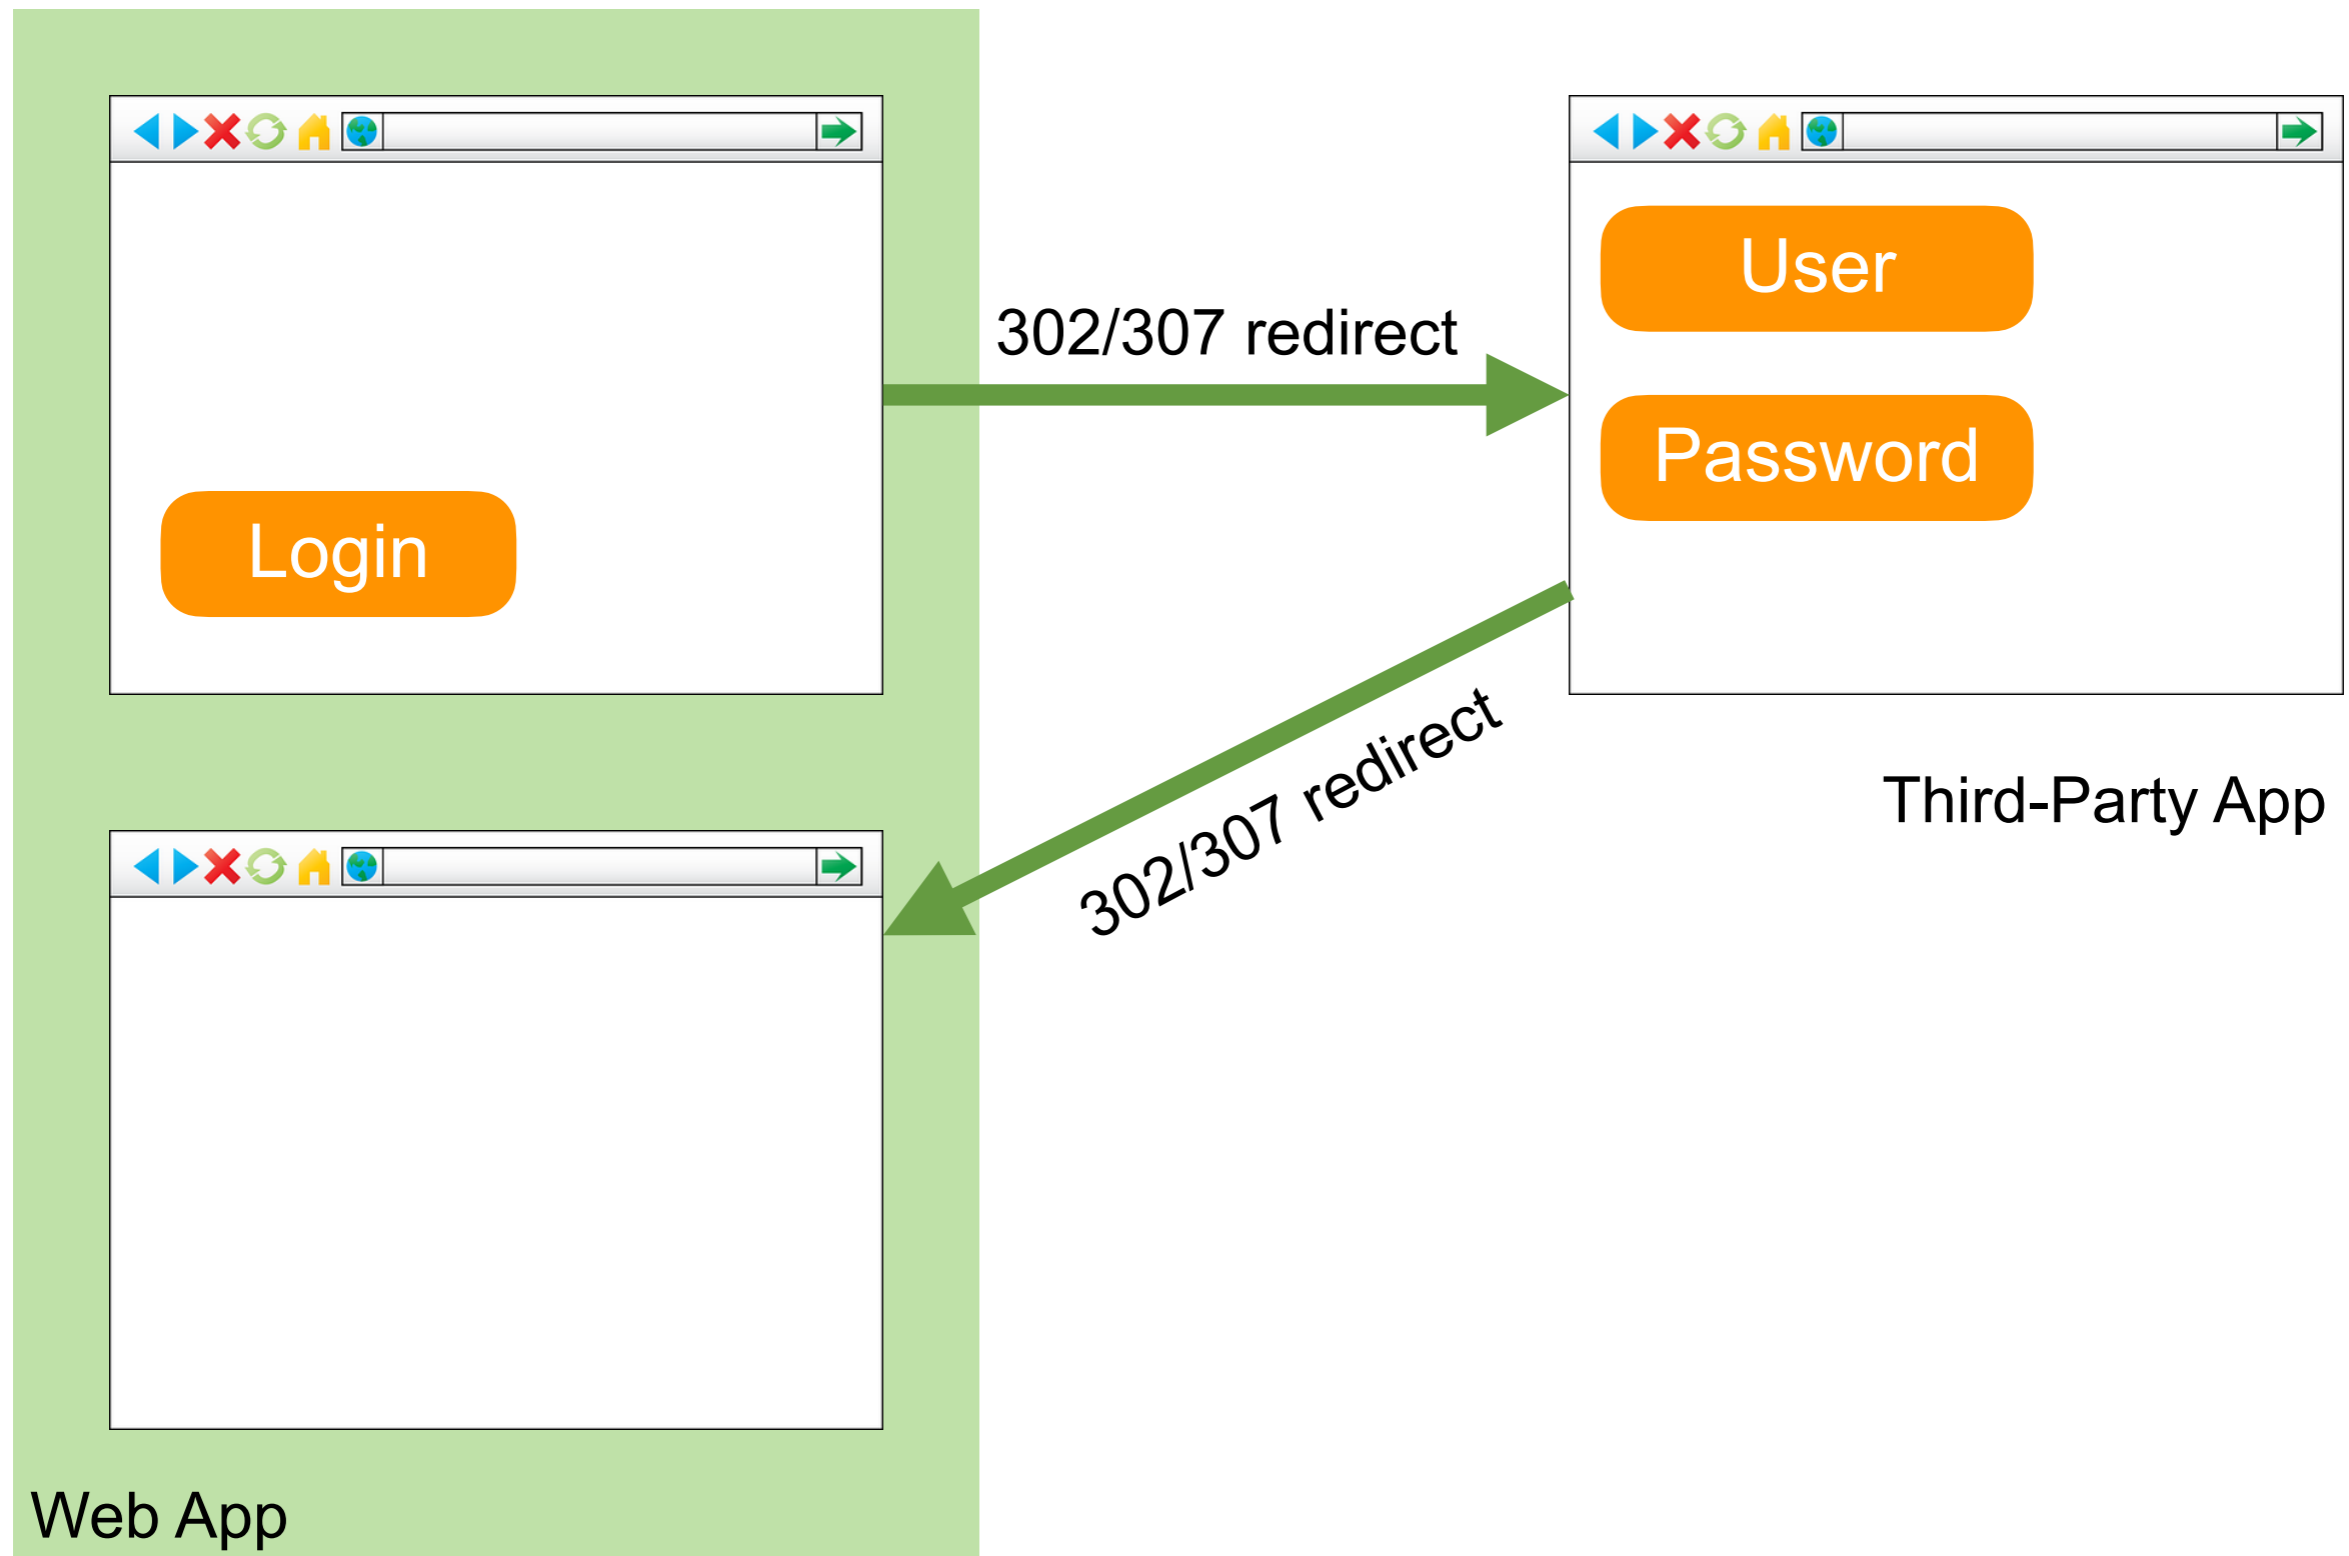 302/307 redirect
User
Password
Login
302/307 redirect
Third-Party App
Web App